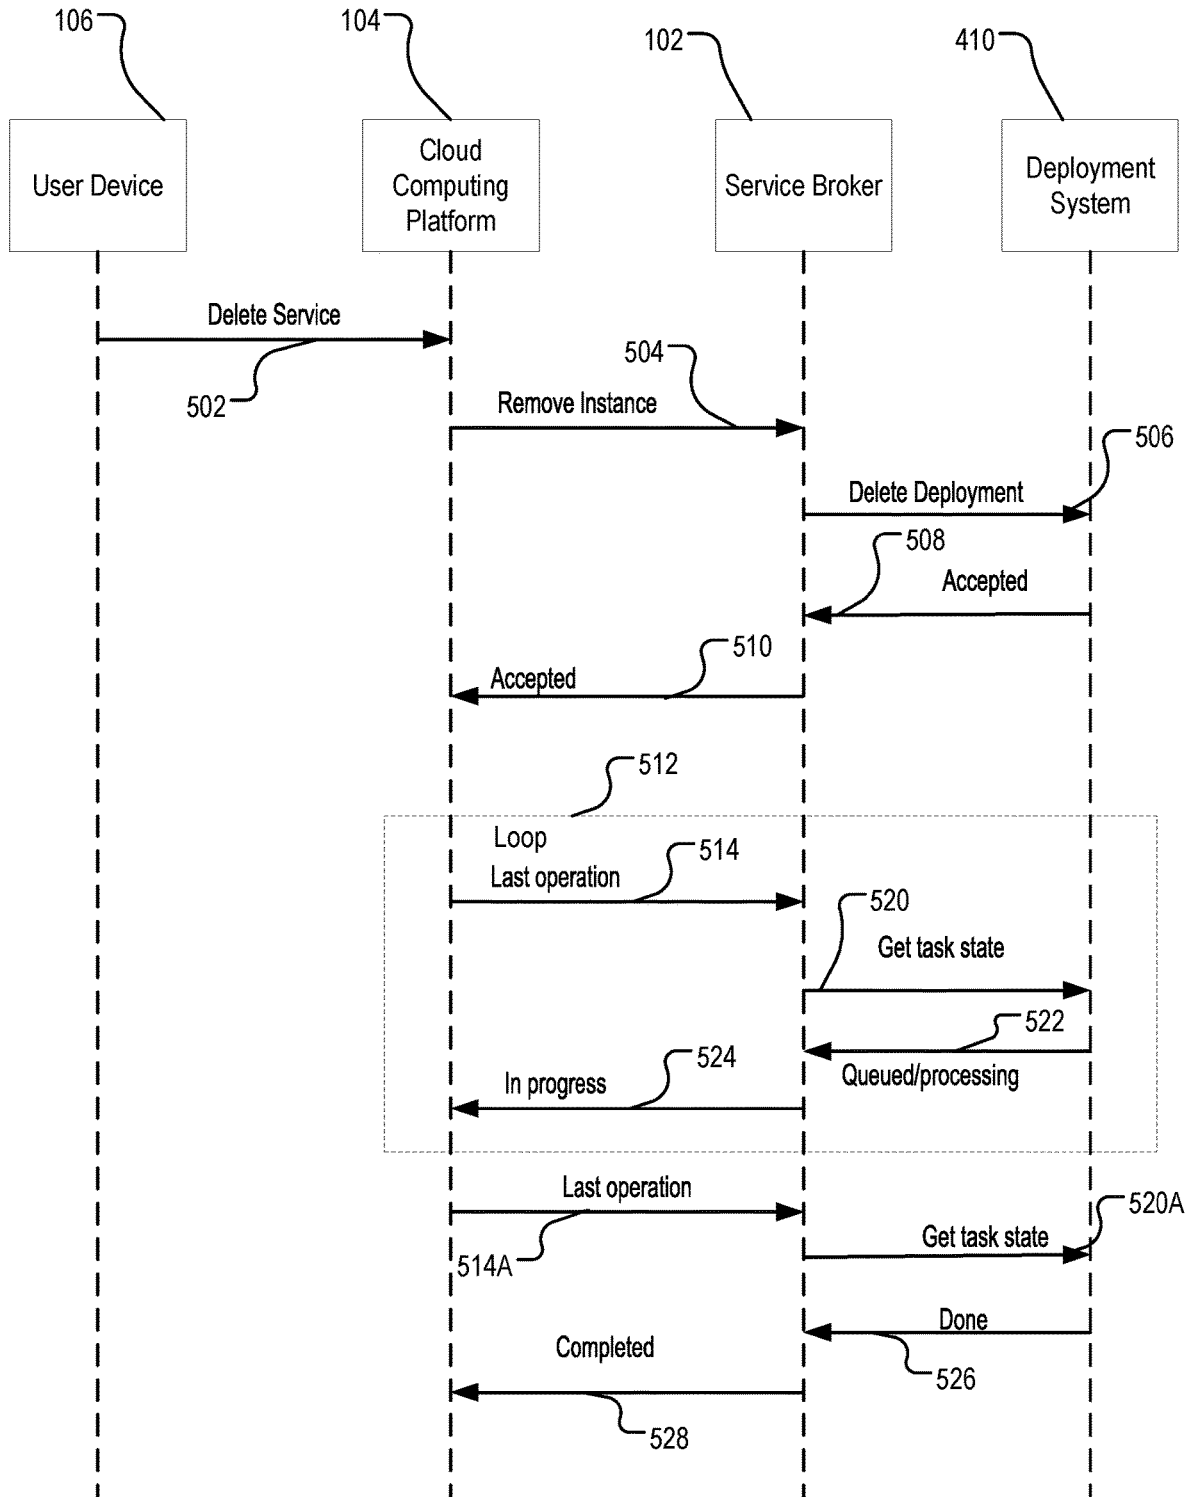 106
104
102
410
User Device
Cloud
Computing
Platform
Service Broker
Deployment
System
Delete Service
502
504
Remove Instance
506
Delete Deployment
508
Accepted
510
Accepted
512
Loop
514
Last operation
520
Get task state
522
Queued/processing
524
In progress
Last operation
514A
520A
Get task state
Done
526
Completed
528